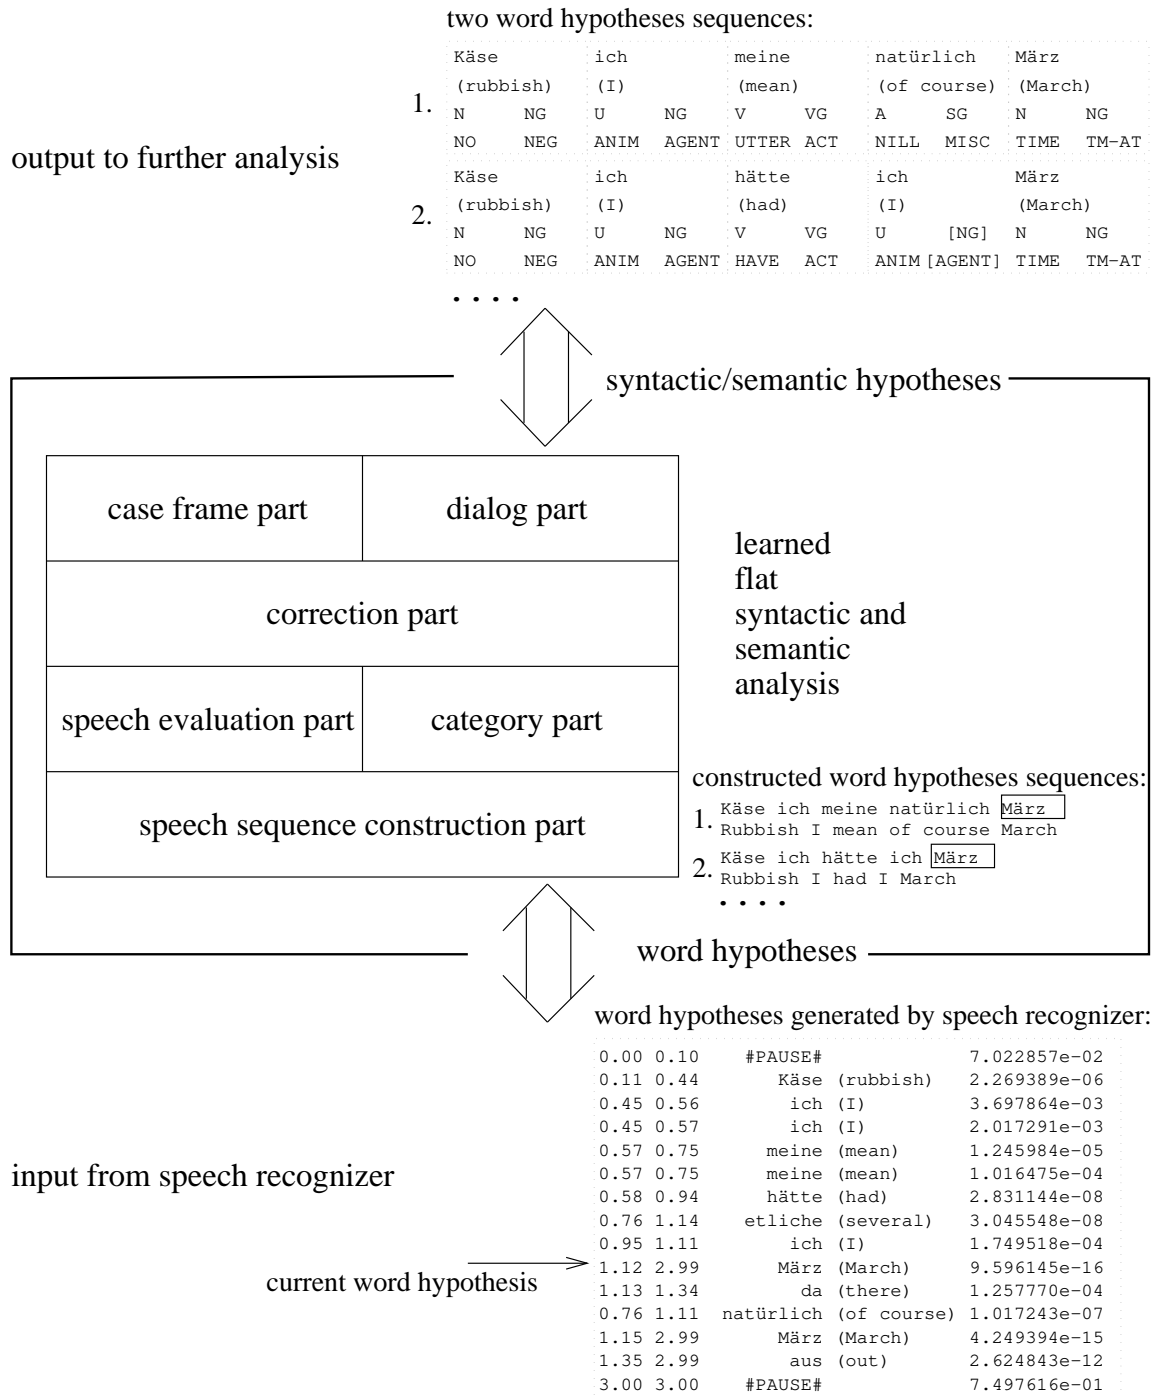 two word hypotheses sequences:
Käse ich meine natürlich März
(rubbish) (I) (mean) (of course) (March)
1.
N NG U NG V VG A SG N NG
NO NEG ANIM AGENT UTTER ACT NILL MISC TIME TM-AT
output to further analysis
Käse ich hätte ich März
(rubbish) (I) (had) (I) (March)
2.
N NG U NG V VG U [NG] N NG
NO NEG ANIM AGENT HAVE ACT ANIM [AGENT] TIME TM-AT
. . . .
syntactic/semantic hypotheses
case frame part
dialog part
correction part
speech evaluation part
category part
speech sequence construction part
learned
flat
syntactic and
semantic
analysis
constructed word hypotheses sequences:
1. Käse ich meine natürlich März
Rubbish I mean of course March
2. Käse ich hätte ich März
Rubbish I had I March
. . . .
word hypotheses
word hypotheses generated by speech recognizer:
0.00 0.10 #PAUSE# 7.022857e-02
0.11 0.44 Käse (rubbish) 2.269389e-06
0.45 0.56 ich (I) 3.697864e-03
0.45 0.57 ich (I) 2.017291e-03
0.57 0.75 meine (mean) 1.245984e-05
0.57 0.75 meine (mean) 1.016475e-04
0.58 0.94 hätte (had) 2.831144e-08
0.76 1.14 etliche (several) 3.045548e-08
0.95 1.11 ich (I) 1.749518e-04
1.12 2.99 März (March) 9.596145e-16
1.13 1.34 da (there) 1.257770e-04
0.76 1.11 natürlich (of course) 1.017243e-07
1.15 2.99 März (March) 4.249394e-15
1.35 2.99 aus (out) 2.624843e-12
3.00 3.00 #PAUSE# 7.497616e-01
input from speech recognizer
current word hypothesis